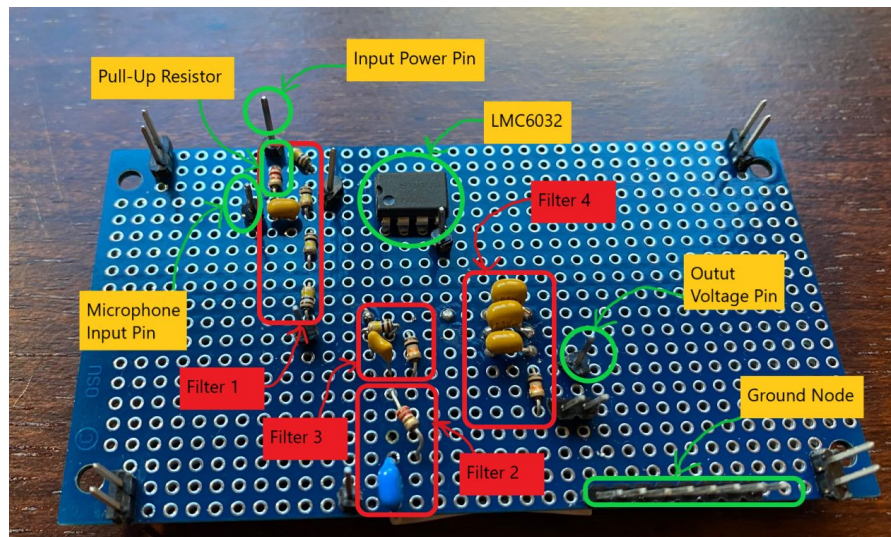 Input Power Pin
Pull-Up Resistor
LMC6032
Filter 4
Outut
Voltage Pin
Microphone
Input Pin
Filter 1
Filter 3
Filter 2
Ground Node